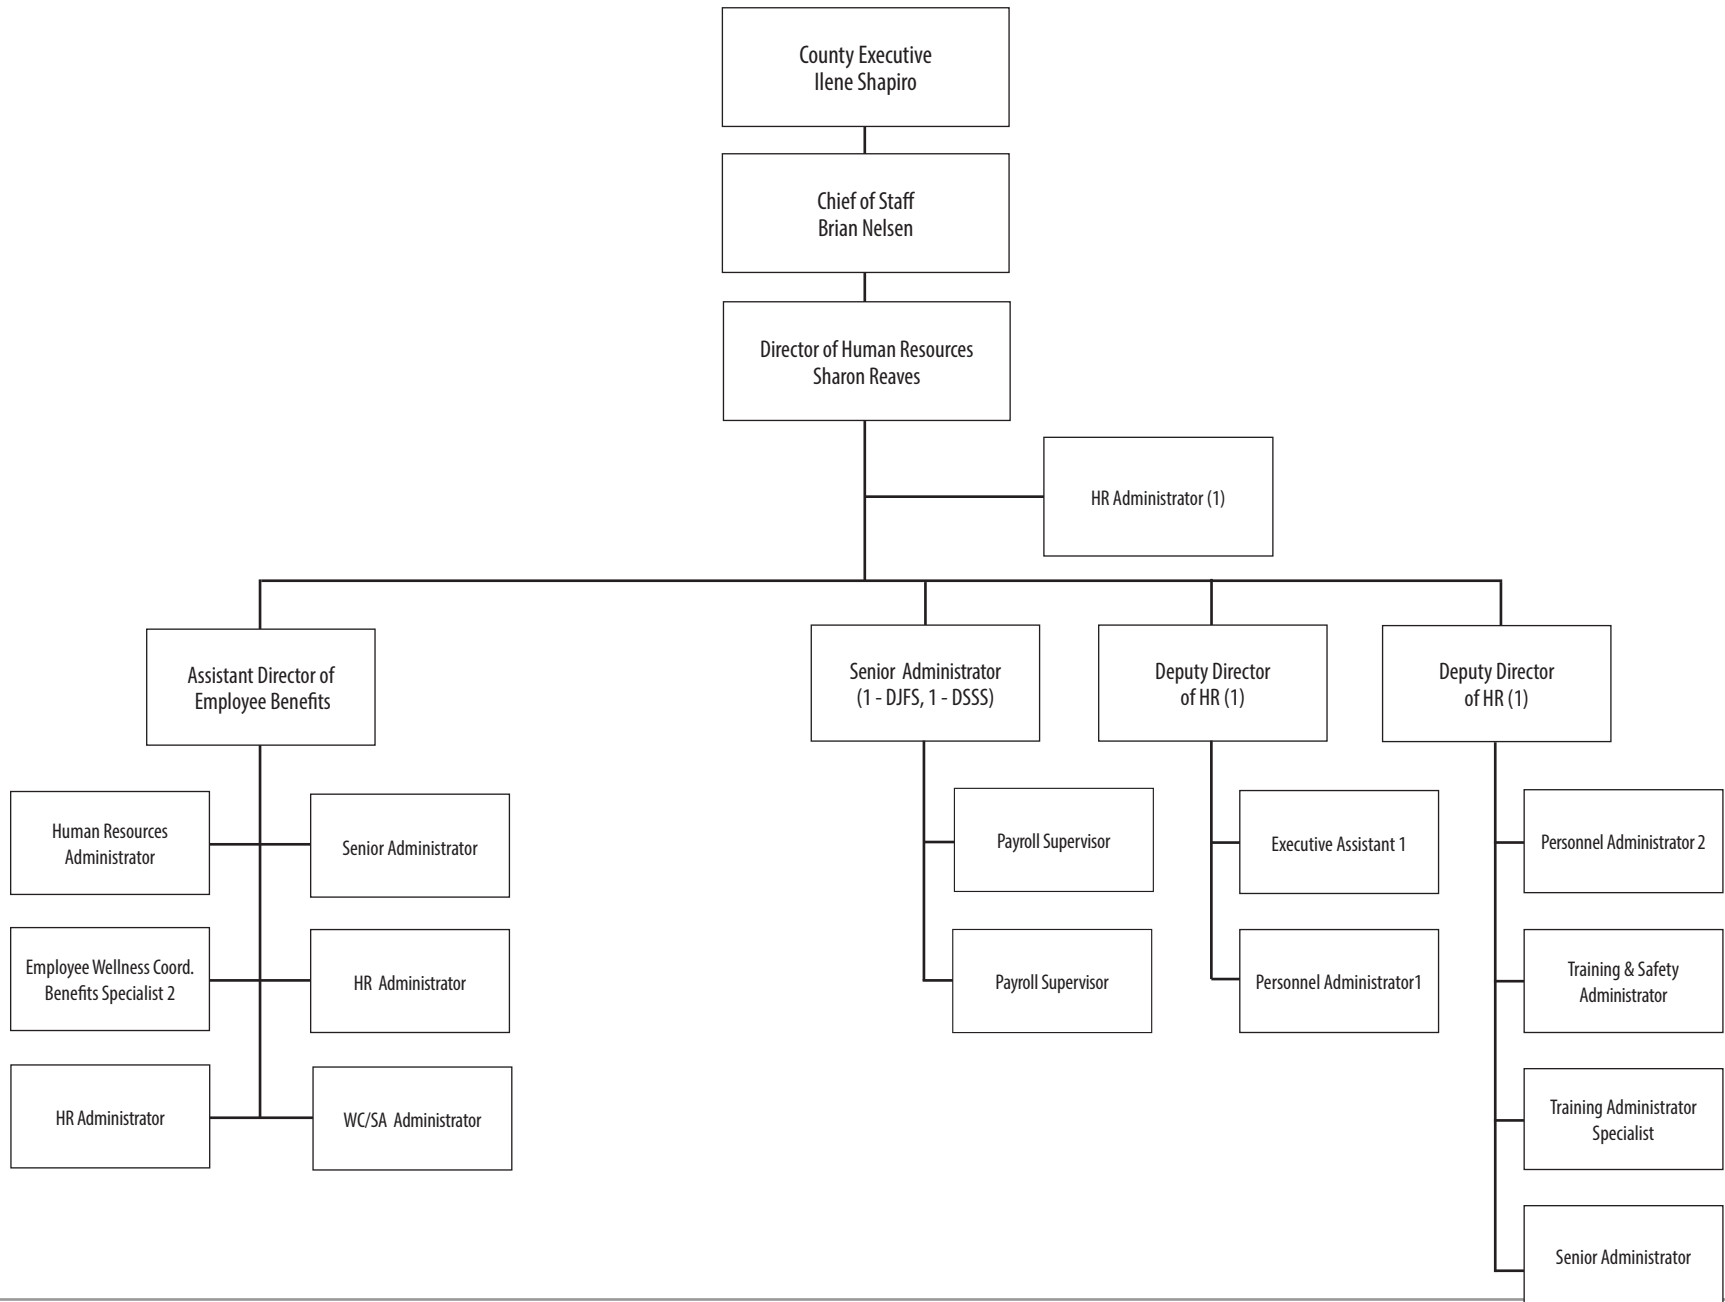 County Executive
Ilene Shapiro
Chief of Staff
Brian Nelsen
Director of Human Resources
Sharon Reaves
HR Administrator (1)
Assistant Director of
Employee Benefits
Senior Administrator
(1 - DJFS, 1 - DSSS)
Deputy Director
of HR (1)
Deputy Director
of HR (1)
Human Resources
Administrator
Senior Administrator
Employee Wellness Coord.
Benefits Specialist 2
HR Administrator
HR Administrator
WC/SA Administrator
Payroll Supervisor
Payroll Supervisor
Executive Assistant 1
Personnel Administrator1
Personnel Administrator 2
Training & Safety
Administrator
Training Administrator
Specialist
Senior Administrator